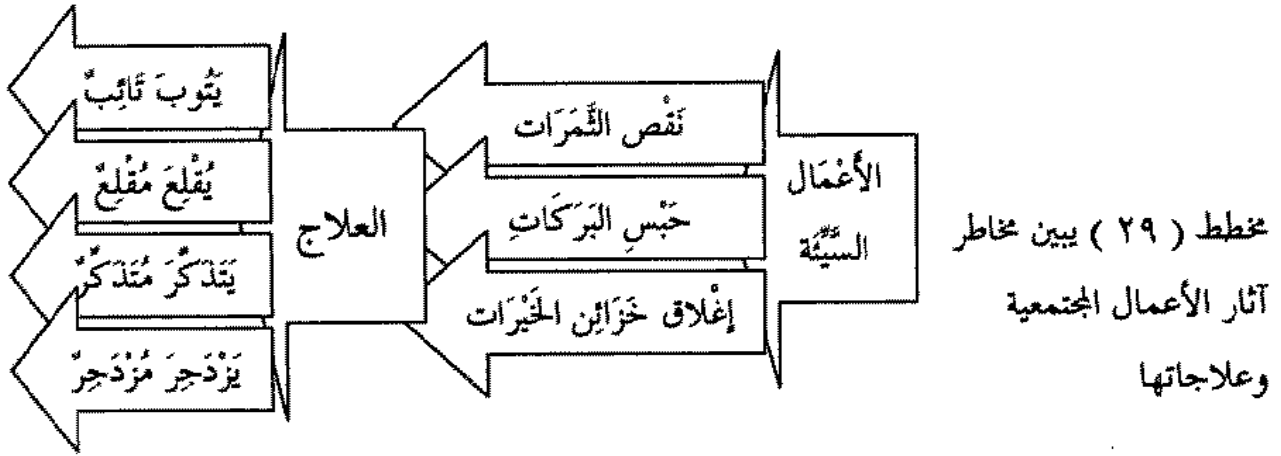 مخطط ( ٢٩ ) يبين مخاطر
آثار الأعمال المجتمعية
وعلاجاتها
الأَعْمَال
السَّيِّئَة
نَقْص الثَّمَرَات
حَبْسِ البَرَكَاتِ
إِغْلَاق خَزَائِن الخَيْرَات
العلاج
يَتُوبَ تَائِبٌ
يُقْلِعَ مُقْلِعٌ
يَتَذَكَّرَ مُتَذَكِّرٌ
يَزْدَجِرَ مُزْدَجِرٌ